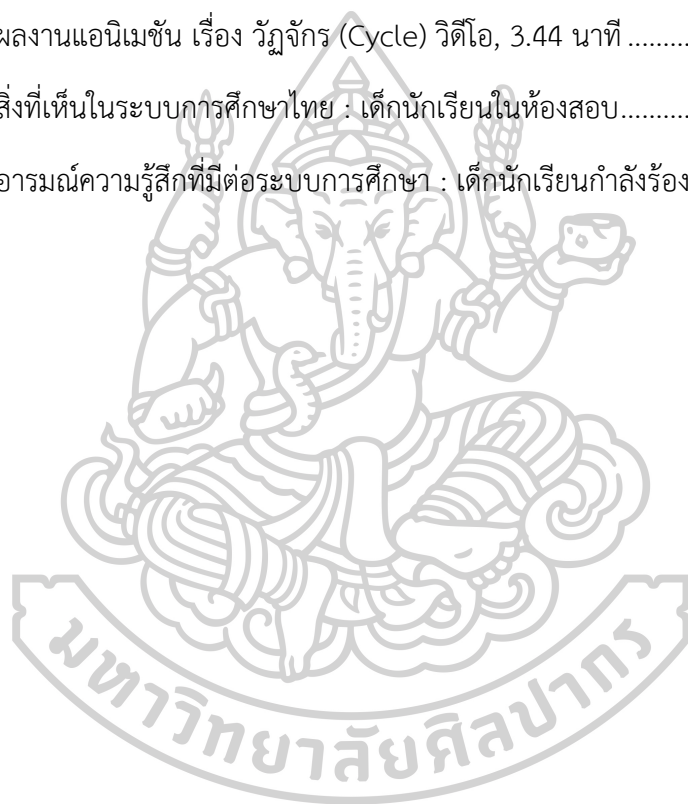 ผลงานแอนิเมชัน เรื่อง วัฏจักร (Cycle) วิดีโอ, 3.44 นาที .........
สิ่งที่เห็นในระบบการศึกษาไทย : เด็กนักเรียนในห้องสอบ..........
อารมณ์ความรู้สึกที่มีต่อระบบการศึกษา : เด็กนักเรียนกำลังร้อง
มหาวิทยาลัยศิลปากร